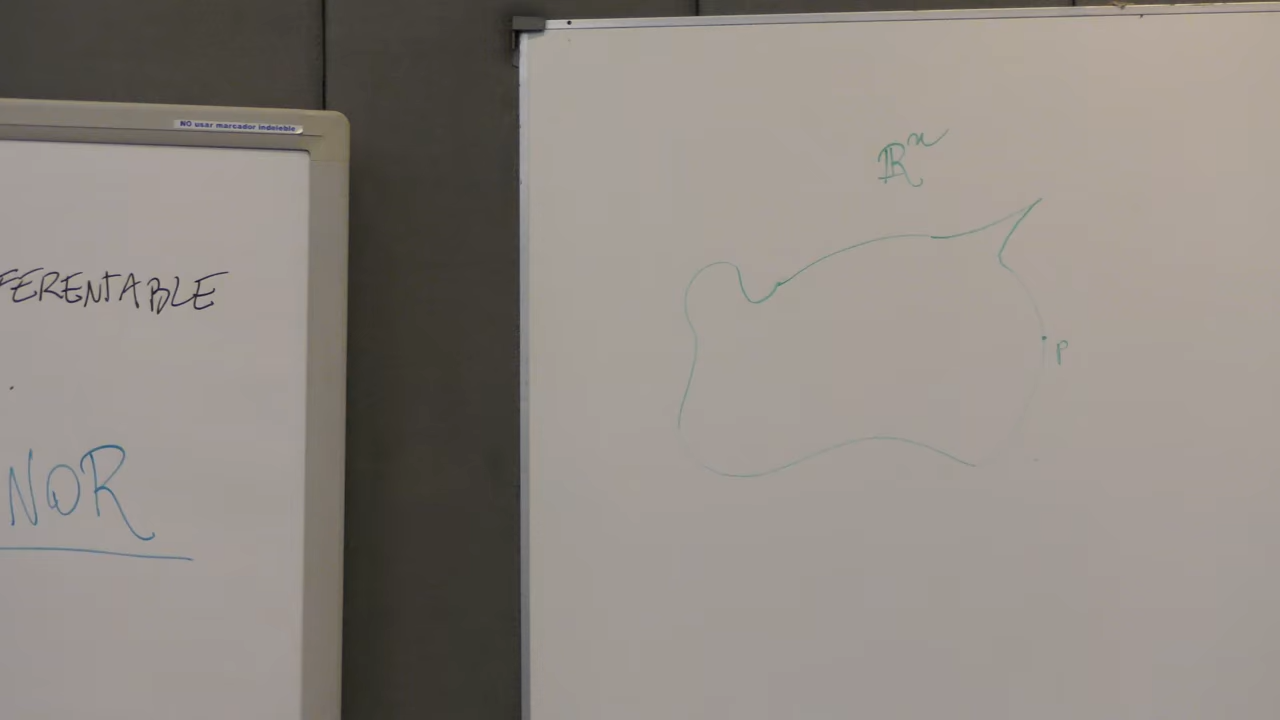 NO usar marcador indeleble.
FERENTABLE
NOR
ℝⁿ
p